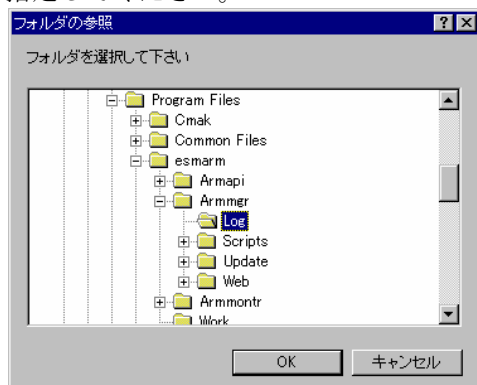 フォルダの参照
フォルダを選択して下さい
Program Files
Cmak
Common Files
esmarm
Armapi
Armmgr
Log
Scripts
Update
Web
Armmontr
Work
OK キャンセル